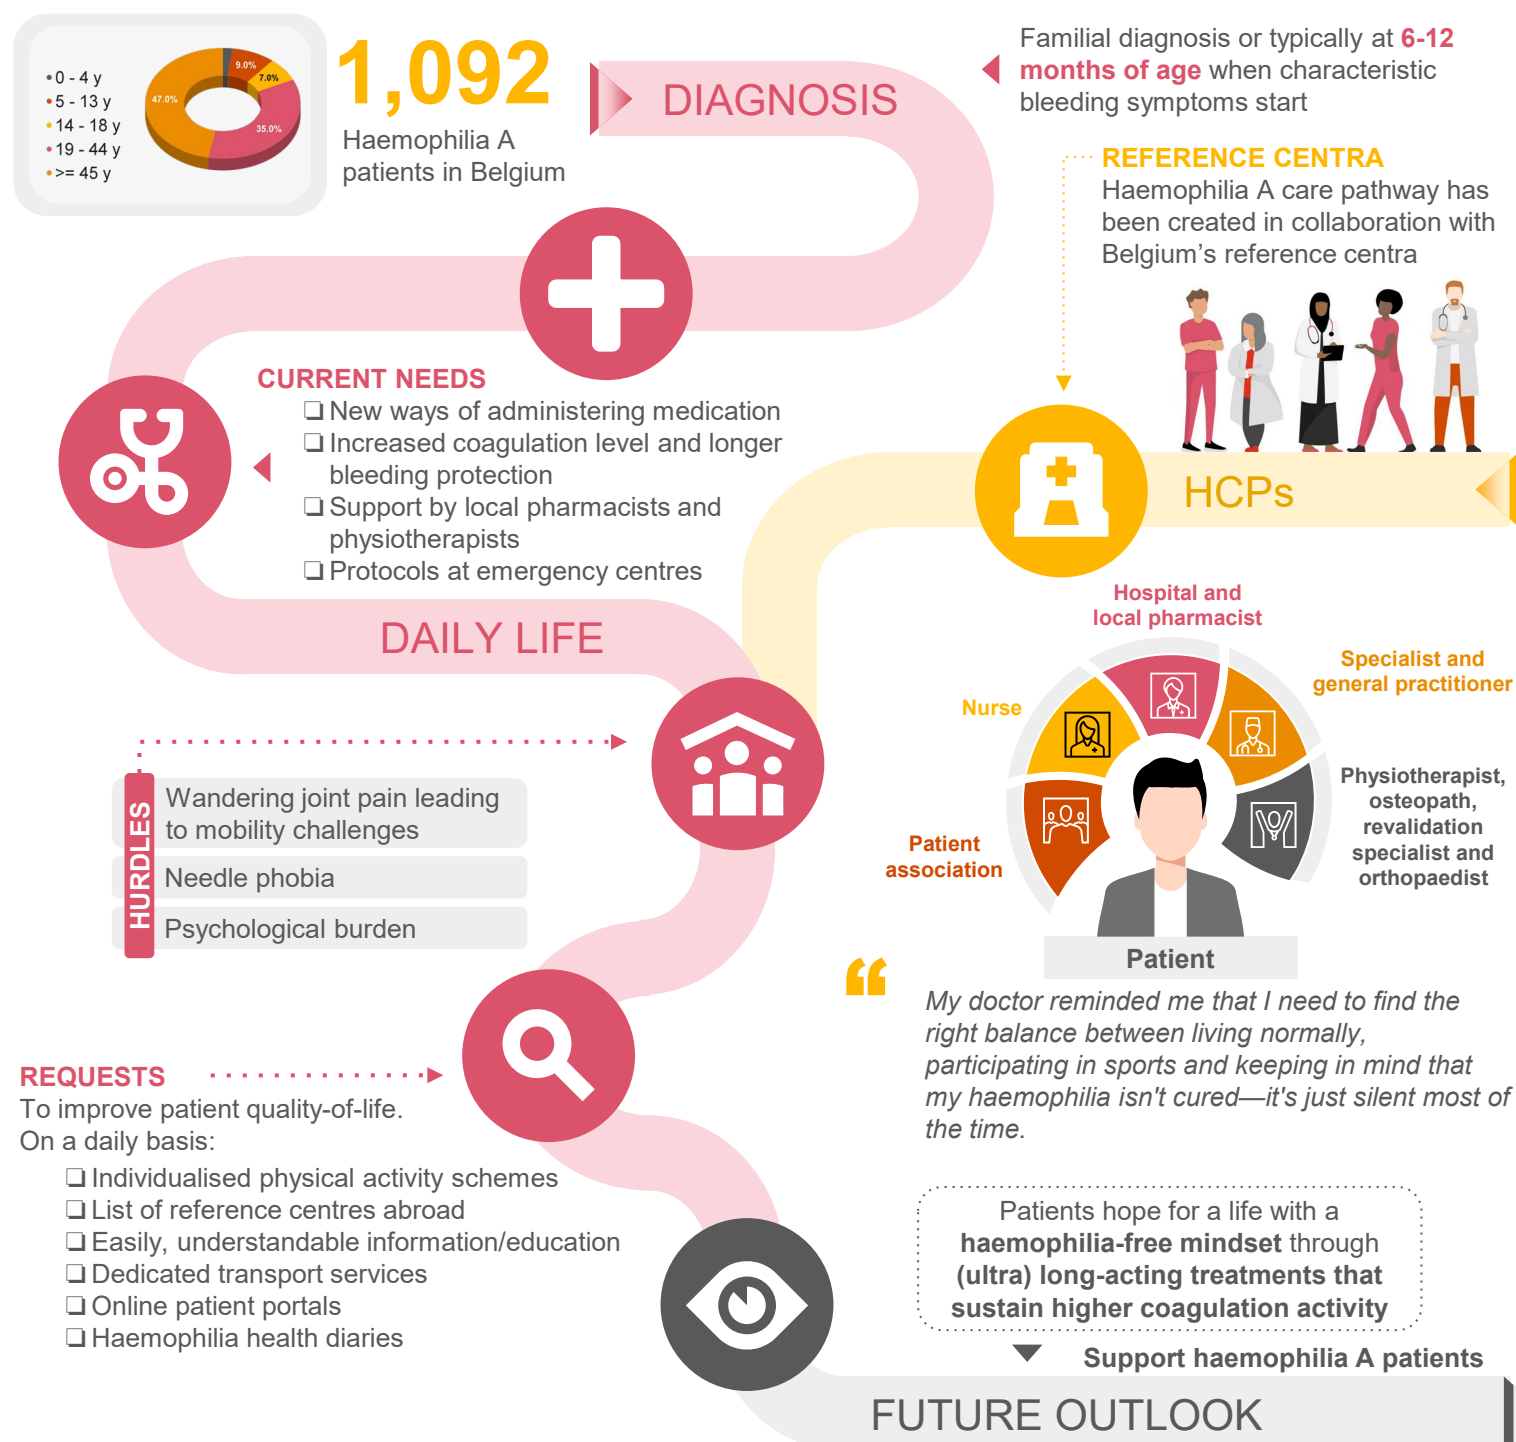 0 - 4 y
5 - 13 y
14 - 18 y
19 - 44 y
>= 45 y
9.0%
7.0%
47.0%
35.0%
1,092
Haemophilia A
patients in Belgium
DIAGNOSIS
Familial diagnosis or typically at 6-12
months of age when characteristic
bleeding symptoms start
REFERENCE CENTRA
Haemophilia A care pathway has
been created in collaboration with
Belgium's reference centra
CURRENT NEEDS
❏ New ways of administering medication
❏ Increased coagulation level and longer
bleeding protection
❏ Support by local pharmacists and
physiotherapists
❏ Protocols at emergency centres
HCPs
DAILY LIFE
Hospital and
local pharmacist
Specialist and
general practitioner
Nurse
Physiotherapist,
osteopath,
revalidation
specialist and
orthopaedist
Patient
association
Patient
HURDLES
Wandering joint pain leading
to mobility challenges
Needle phobia
Psychological burden
“
My doctor reminded me that I need to find the
right balance between living normally,
participating in sports and keeping in mind that
my haemophilia isn't cured—it's just silent most of
the time.
REQUESTS
To improve patient quality-of-life.
On a daily basis:
❏ Individualised physical activity schemes
❏ List of reference centres abroad
❏ Easily, understandable information/education
❏ Dedicated transport services
❏ Online patient portals
❏ Haemophilia health diaries
Patients hope for a life with a
haemophilia-free mindset through
(ultra) long-acting treatments that
sustain higher coagulation activity
Support haemophilia A patients
FUTURE OUTLOOK